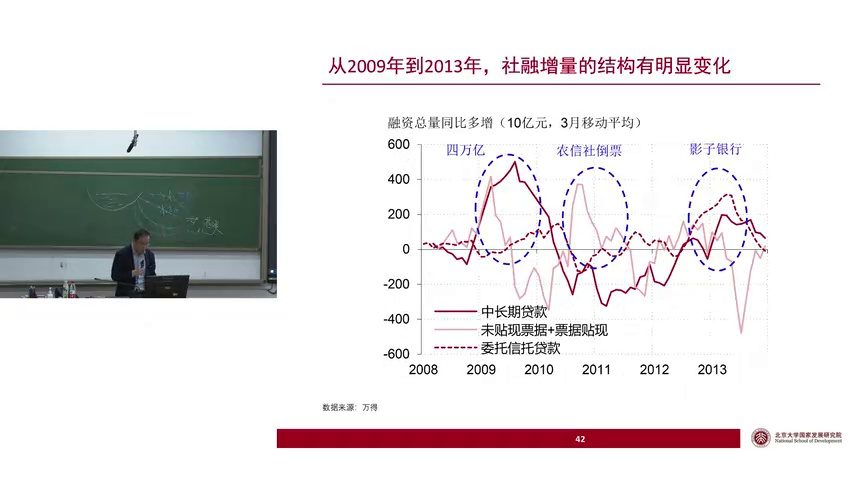 从2009年到2013年，社融增量的结构有明显变化
融资总量同比多增（10亿元，3月移动平均）
四万亿
农信社倒票
影子银行
600
400
200
0
-200
-400
-600
中长期贷款
未贴现票据+票据贴现
委托信托贷款
2008 2009 2010 2011 2012 2013
数据来源：万得
42
北京大学国家发展研究院
National School of Development